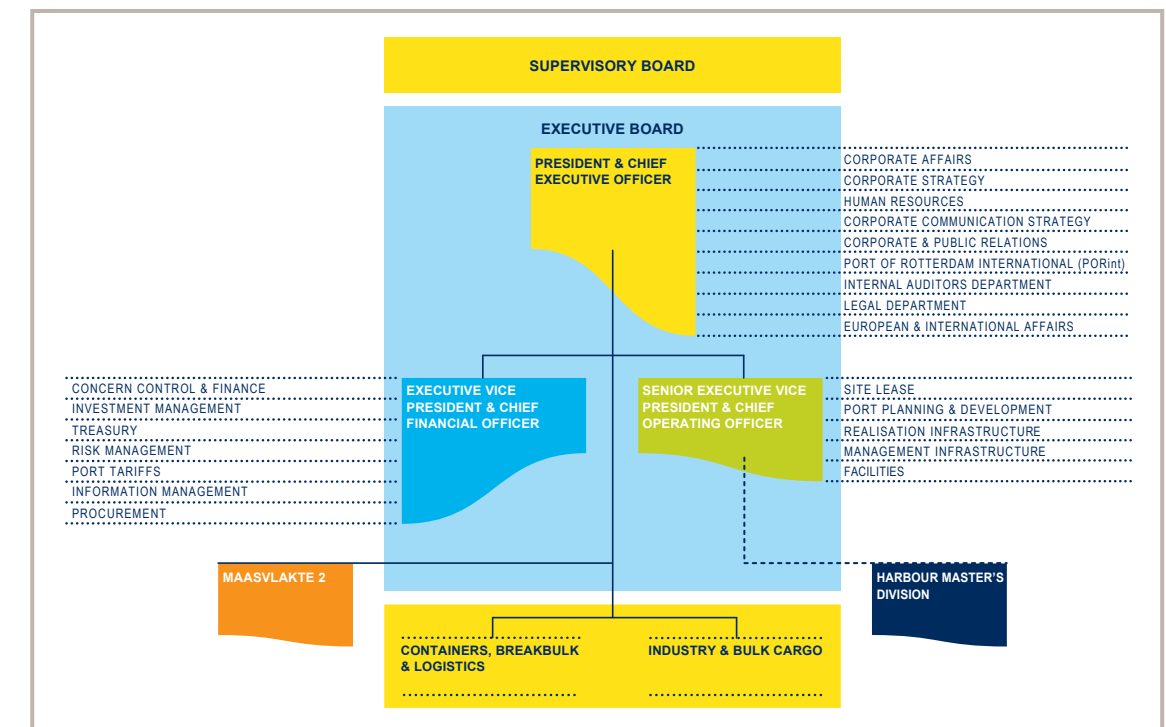 SUPERVISORY BOARD
EXECUTIVE BOARD
PRESIDENT & CHIEF
EXECUTIVE OFFICER
CORPORATE AFFAIRS
CORPORATE STRATEGY
HUMAN RESOURCES
CORPORATE COMMUNICATION STRATEGY
CORPORATE & PUBLIC RELATIONS
PORT OF ROTTERDAM INTERNATIONAL (PORint)
INTERNAL AUDITORS DEPARTMENT
LEGAL DEPARTMENT
EUROPEAN & INTERNATIONAL AFFAIRS
CONCERN CONTROL & FINANCE
INVESTMENT MANAGEMENT
TREASURY
RISK MANAGEMENT
PORT TARIFFS
INFORMATION MANAGEMENT
PROCUREMENT
EXECUTIVE VICE
PRESIDENT & CHIEF
FINANCIAL OFFICER
SENIOR EXECUTIVE VICE
PRESIDENT & CHIEF
OPERATING OFFICER
SITE LEASE
PORT PLANNING & DEVELOPMENT
REALISATION INFRASTRUCTURE
MANAGEMENT INFRASTRUCTURE
FACILITIES
MAASVLAKTE 2
HARBOUR MASTER'S
DIVISION
CONTAINERS, BREAKBULK
& LOGISTICS
INDUSTRY & BULK CARGO